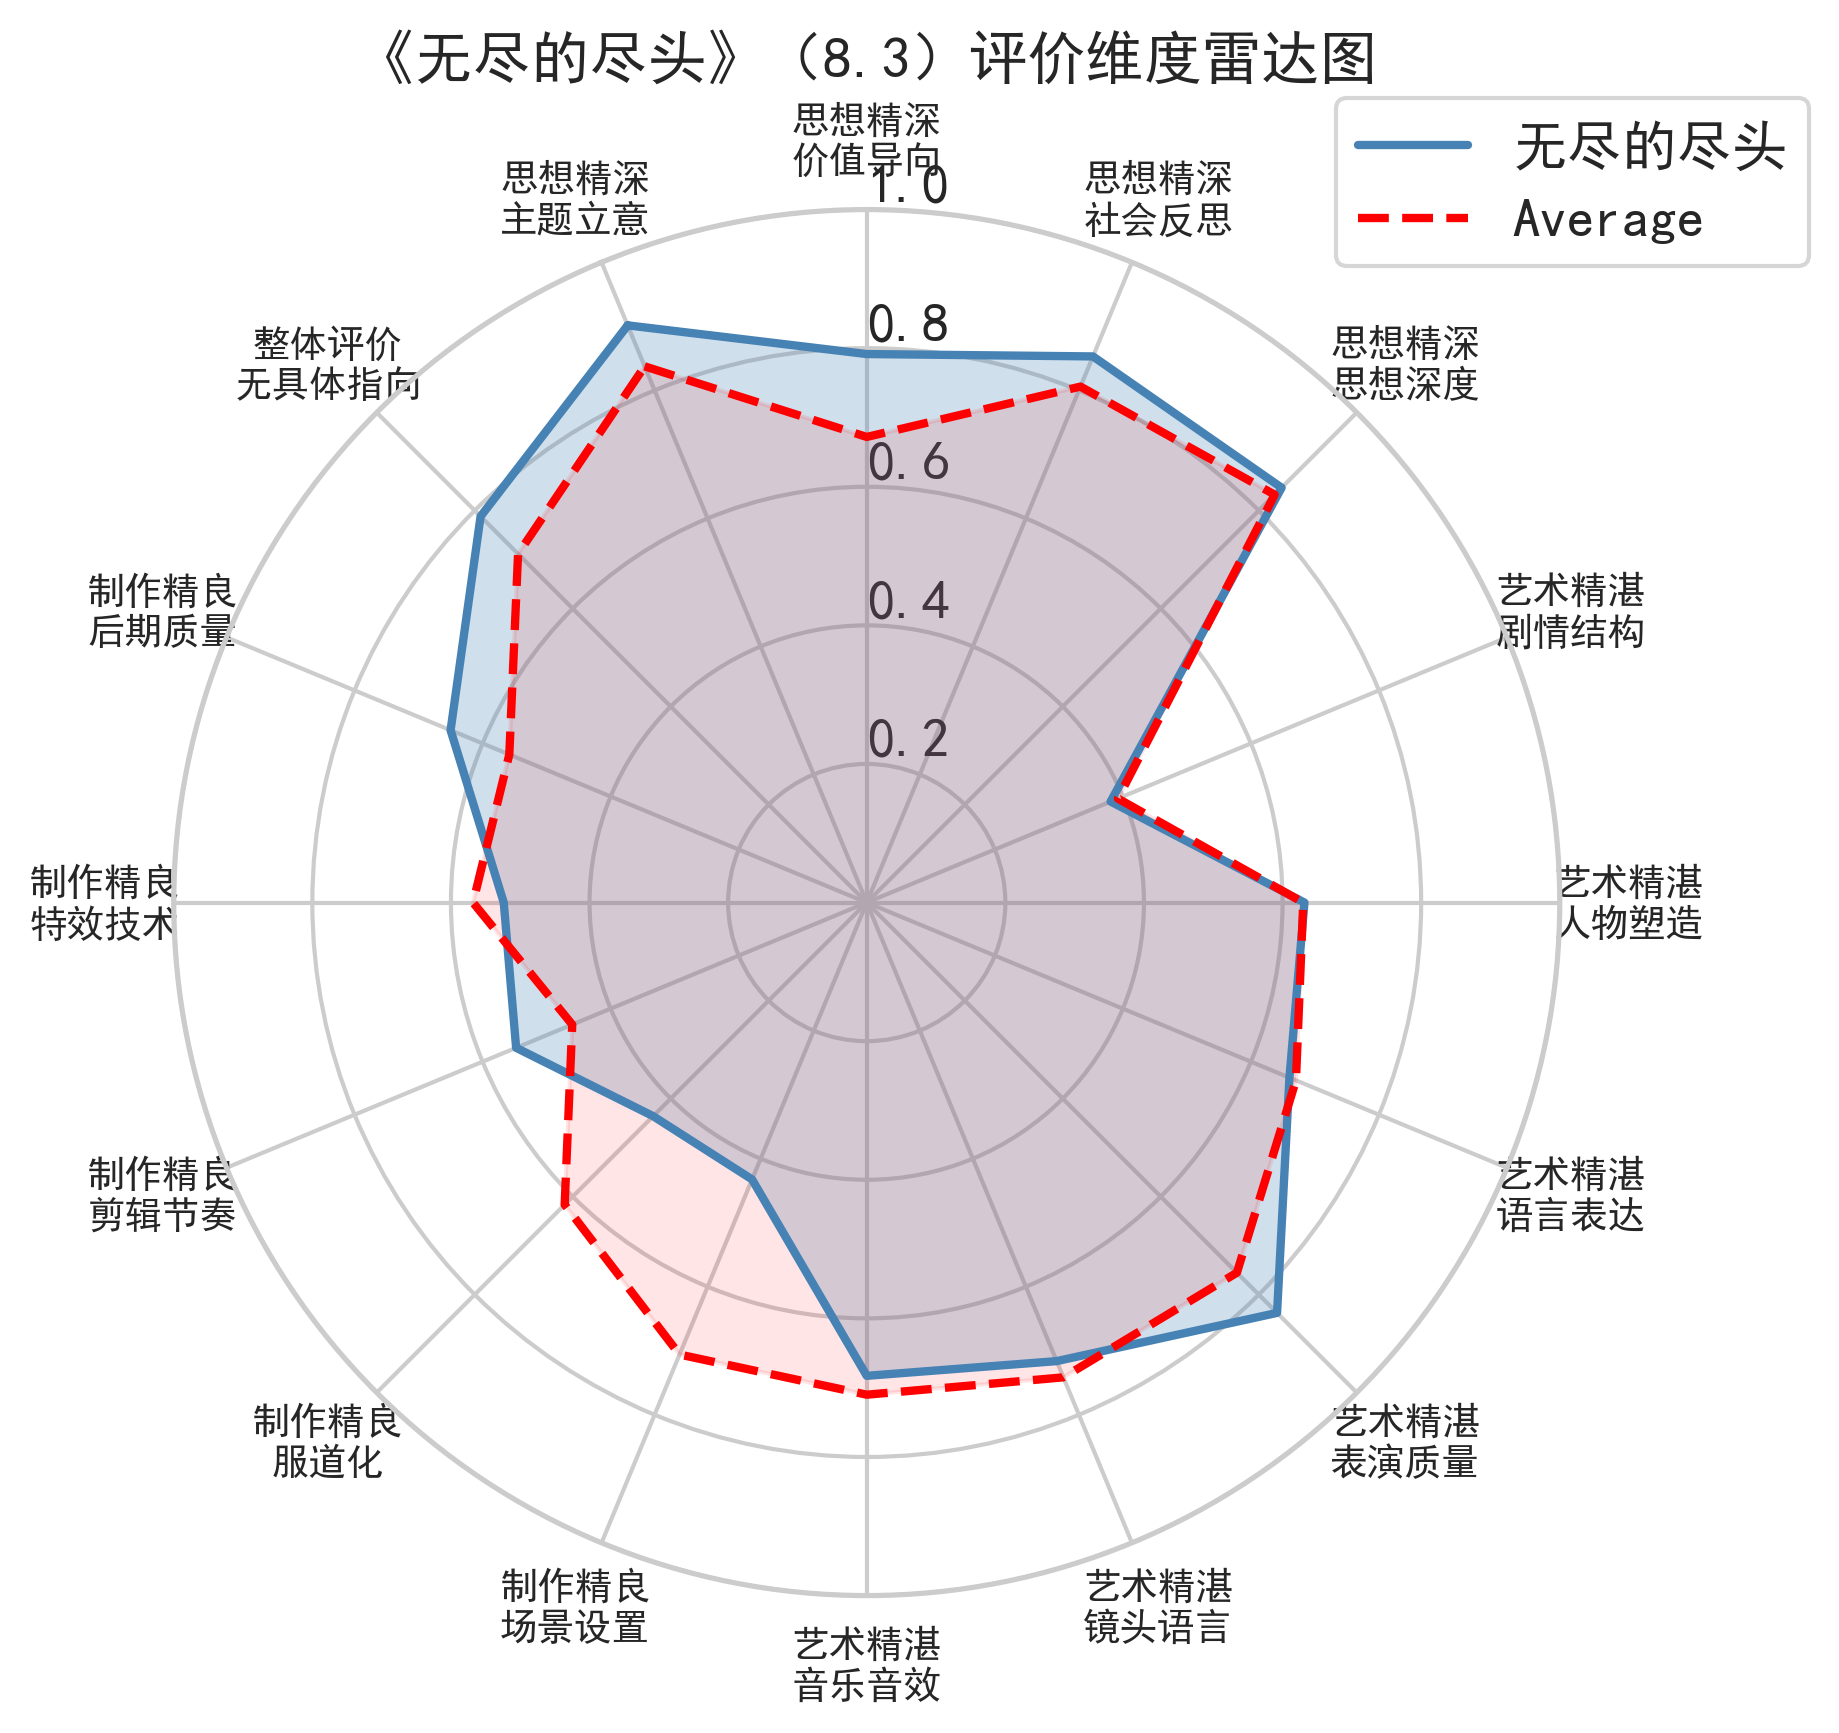 《无尽的尽头》（8.3）评价维度雷达图
无尽的尽头
Average
思想精深
价值导向
思想精深
社会反思
思想精深
思想深度
艺术精湛
剧情结构
艺术精湛
人物塑造
艺术精湛
语言表达
艺术精湛
表演质量
艺术精湛
镜头语言
艺术精湛
音乐音效
制作精良
场景设置
制作精良
服道化
制作精良
剪辑节奏
制作精良
特效技术
制作精良
后期质量
整体评价
无具体指向
思想精深
主题立意
1.0
0.8
0.6
0.4
0.2